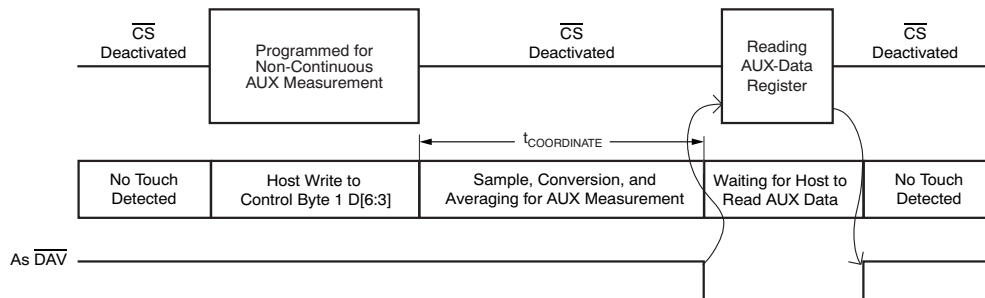 CS
Deactivated
Programmed for
Non-Continuous
AUX Measurement
CS
Deactivated
Reading
AUX-Data
Register
CS
Deactivated
tCOORDINATE
No Touch
Detected
Host Write to
Control Byte 1 D[6:3]
Sample, Conversion, and
Averaging for AUX Measurement
Waiting for Host to
Read AUX Data
No Touch
Detected
As DAV